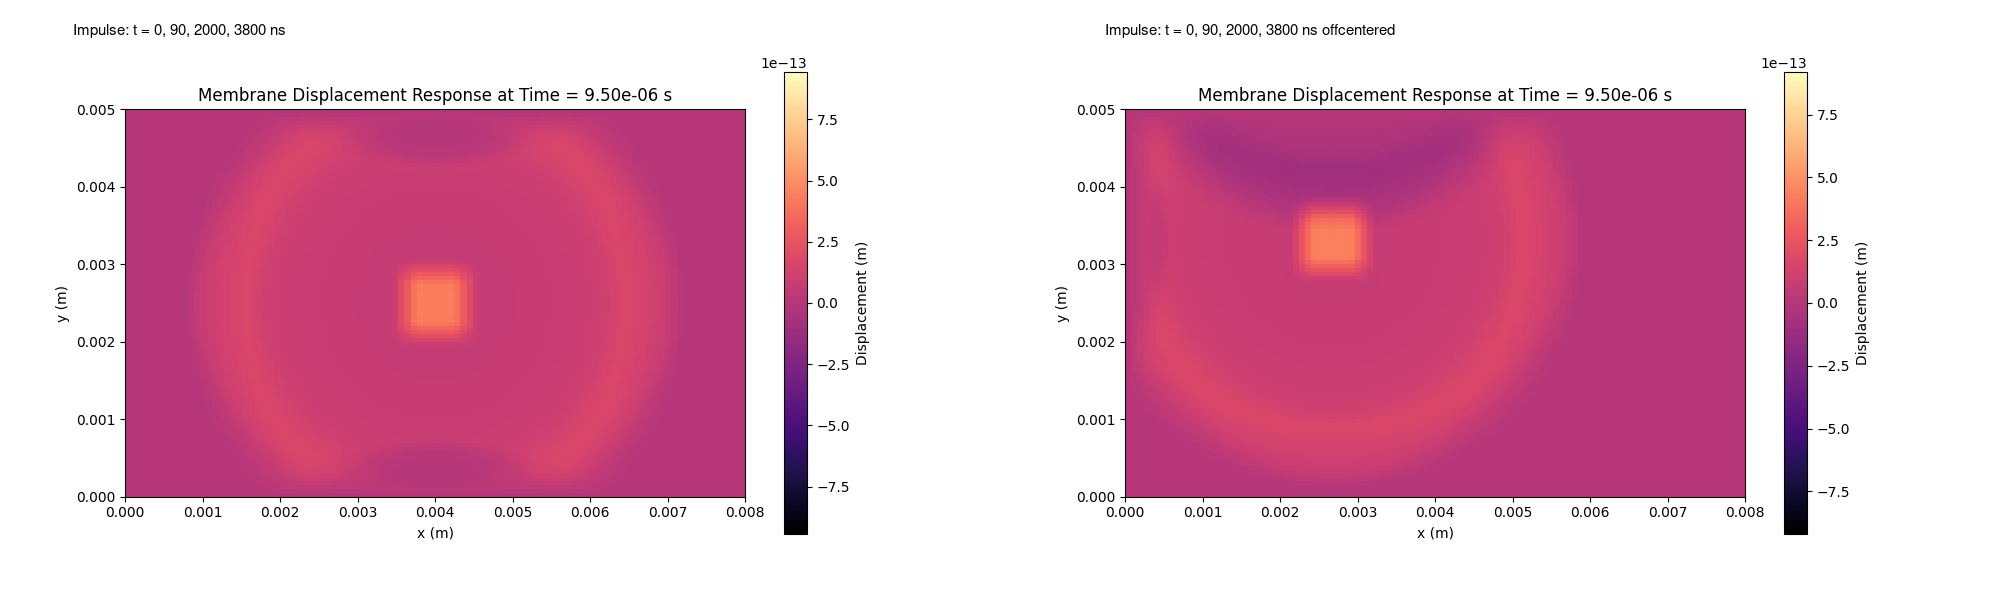 Impulse: t = 0, 90, 2000, 3800 ns
1e−13
Membrane Displacement Response at Time = 9.50e-06 s
0.005
0.004
0.003
0.002
0.001
0.000
y (m)
0.000 0.001 0.002 0.003 0.004 0.005 0.006 0.007 0.008
x (m)
7.5
5.0
2.5
0.0
−2.5
−5.0
−7.5
Displacement (m)
Impulse: t = 0, 90, 2000, 3800 ns offcentered
1e−13
Membrane Displacement Response at Time = 9.50e-06 s
0.005
0.004
0.003
0.002
0.001
0.000
y (m)
0.000 0.001 0.002 0.003 0.004 0.005 0.006 0.007 0.008
x (m)
7.5
5.0
2.5
0.0
−2.5
−5.0
−7.5
Displacement (m)